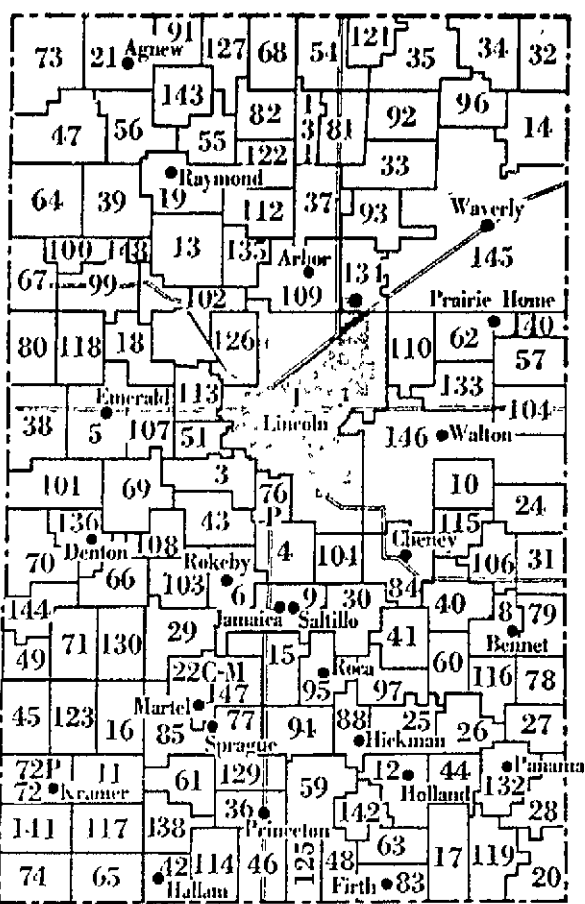 73 21 91 127 68 54 121 35 34 32
Agnew
143 96
47 56 55 82 131 81 92 14
122 33
Raymond
64 39 19 112 37 93
Waverly
13 135 145
100 148 Arbor 131
67 99 109
102 Prairie Home
140
80 118 18 126 110 62 57
113 133
Emerald 1 104
38 5 107 51 Lincoln 146 Walton
3
101 69 76 10 24
P
43 115
136 108 4 104 Cheney
Denton 106 31
70 66 Rokeby
103 6 9 30 84 40 8 79
144 Jamaica Saltillo
71 130 29 41 Bennet
49 15 60
22C-M Roca 116 78
47 95 97
Martel
45 123 16 85 77 94 88 25 26 27
Sprague Hickman
72P 11 61 129 59 12 44 Panama
72 Kramer Holland 132
36 142 28
141 117 138 Princeton
63
74 65 42 114 46 125 48 17 119 20
Hallam Firth 83